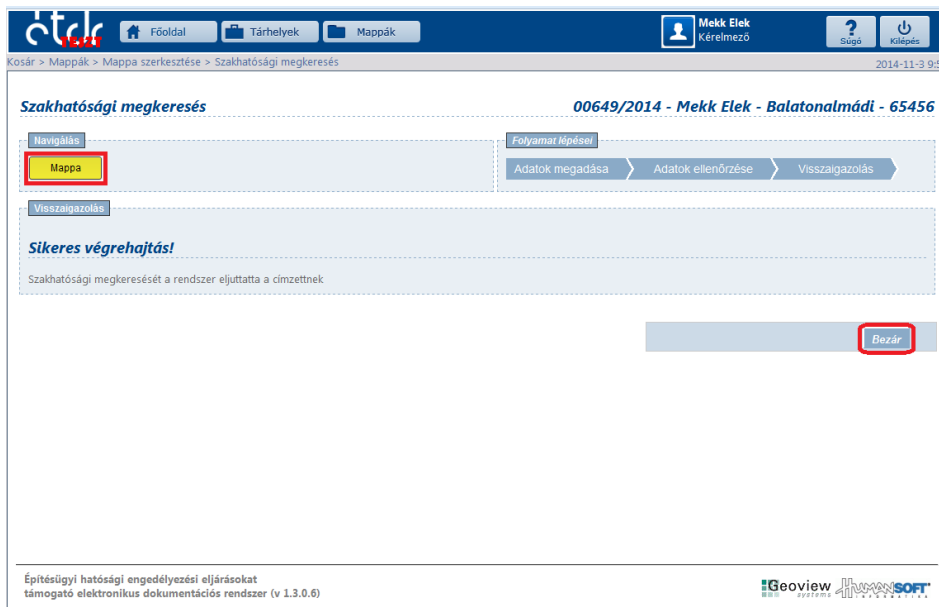 étdr
TESZT
Főoldal
Tárhelyek
Mappák
Mekk Elek
Kérelmező
? Súgó
Kilépés
Kosár > Mappák > Mappa szerkesztése > Szakhatósági megkeresés
2014-11-3 9:5
Szakhatósági megkeresés
00649/2014 - Mekk Elek - Balatonalmádi - 65456
Navigálás
Mappa
Folyamat lépései
Adatok megadása
Adatok ellenőrzése
Visszaigazolás
Visszaigazolás
Sikeres végrehajtás!
Szakhatósági megkeresését a rendszer eljuttatta a címzettnek
Bezár
Építésügyi hatósági engedélyezési eljárásokat
támogató elektronikus dokumentációs rendszer (v 1.3.0.6)
Geoview
systems
HUMANSOFT
INFORMATIKA